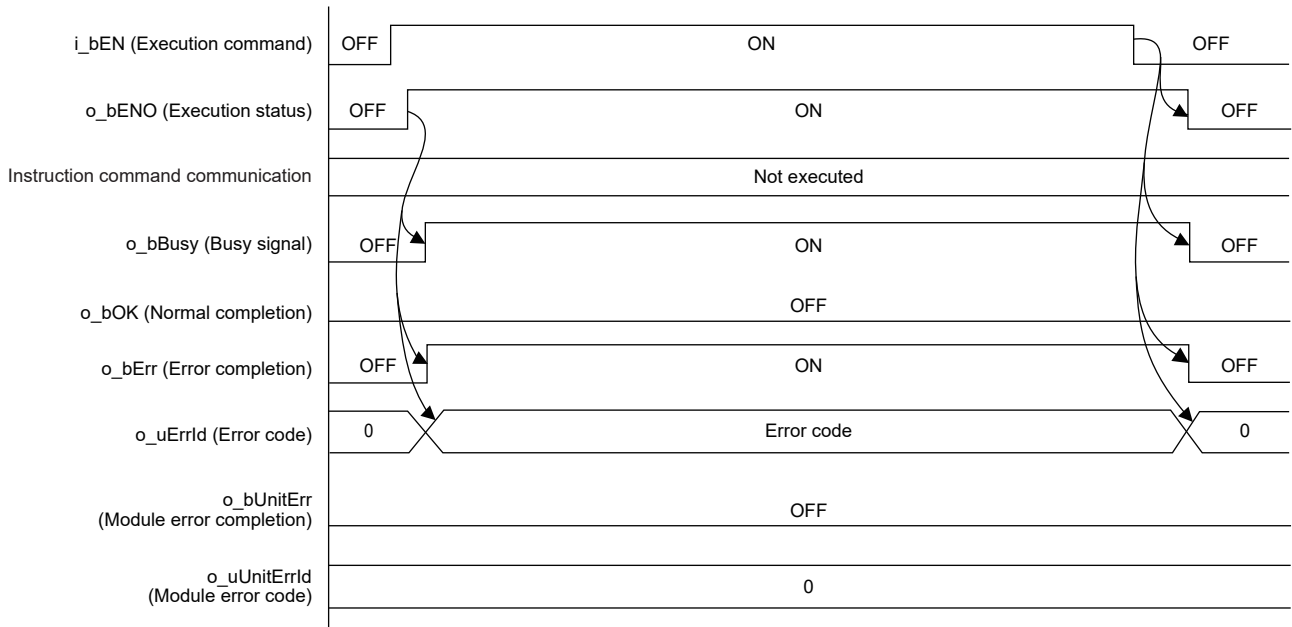 i_bEN (Execution command) OFF ON OFF
o_bENO (Execution status) OFF ON OFF
Instruction command communication Not executed
o_bBusy (Busy signal) OFF ON OFF
o_bOK (Normal completion) OFF
o_bErr (Error completion) OFF ON OFF
o_uErrId (Error code) 0 Error code 0
o_bUnitErr
(Module error completion) OFF
o_uUnitErrId
(Module error code) 0